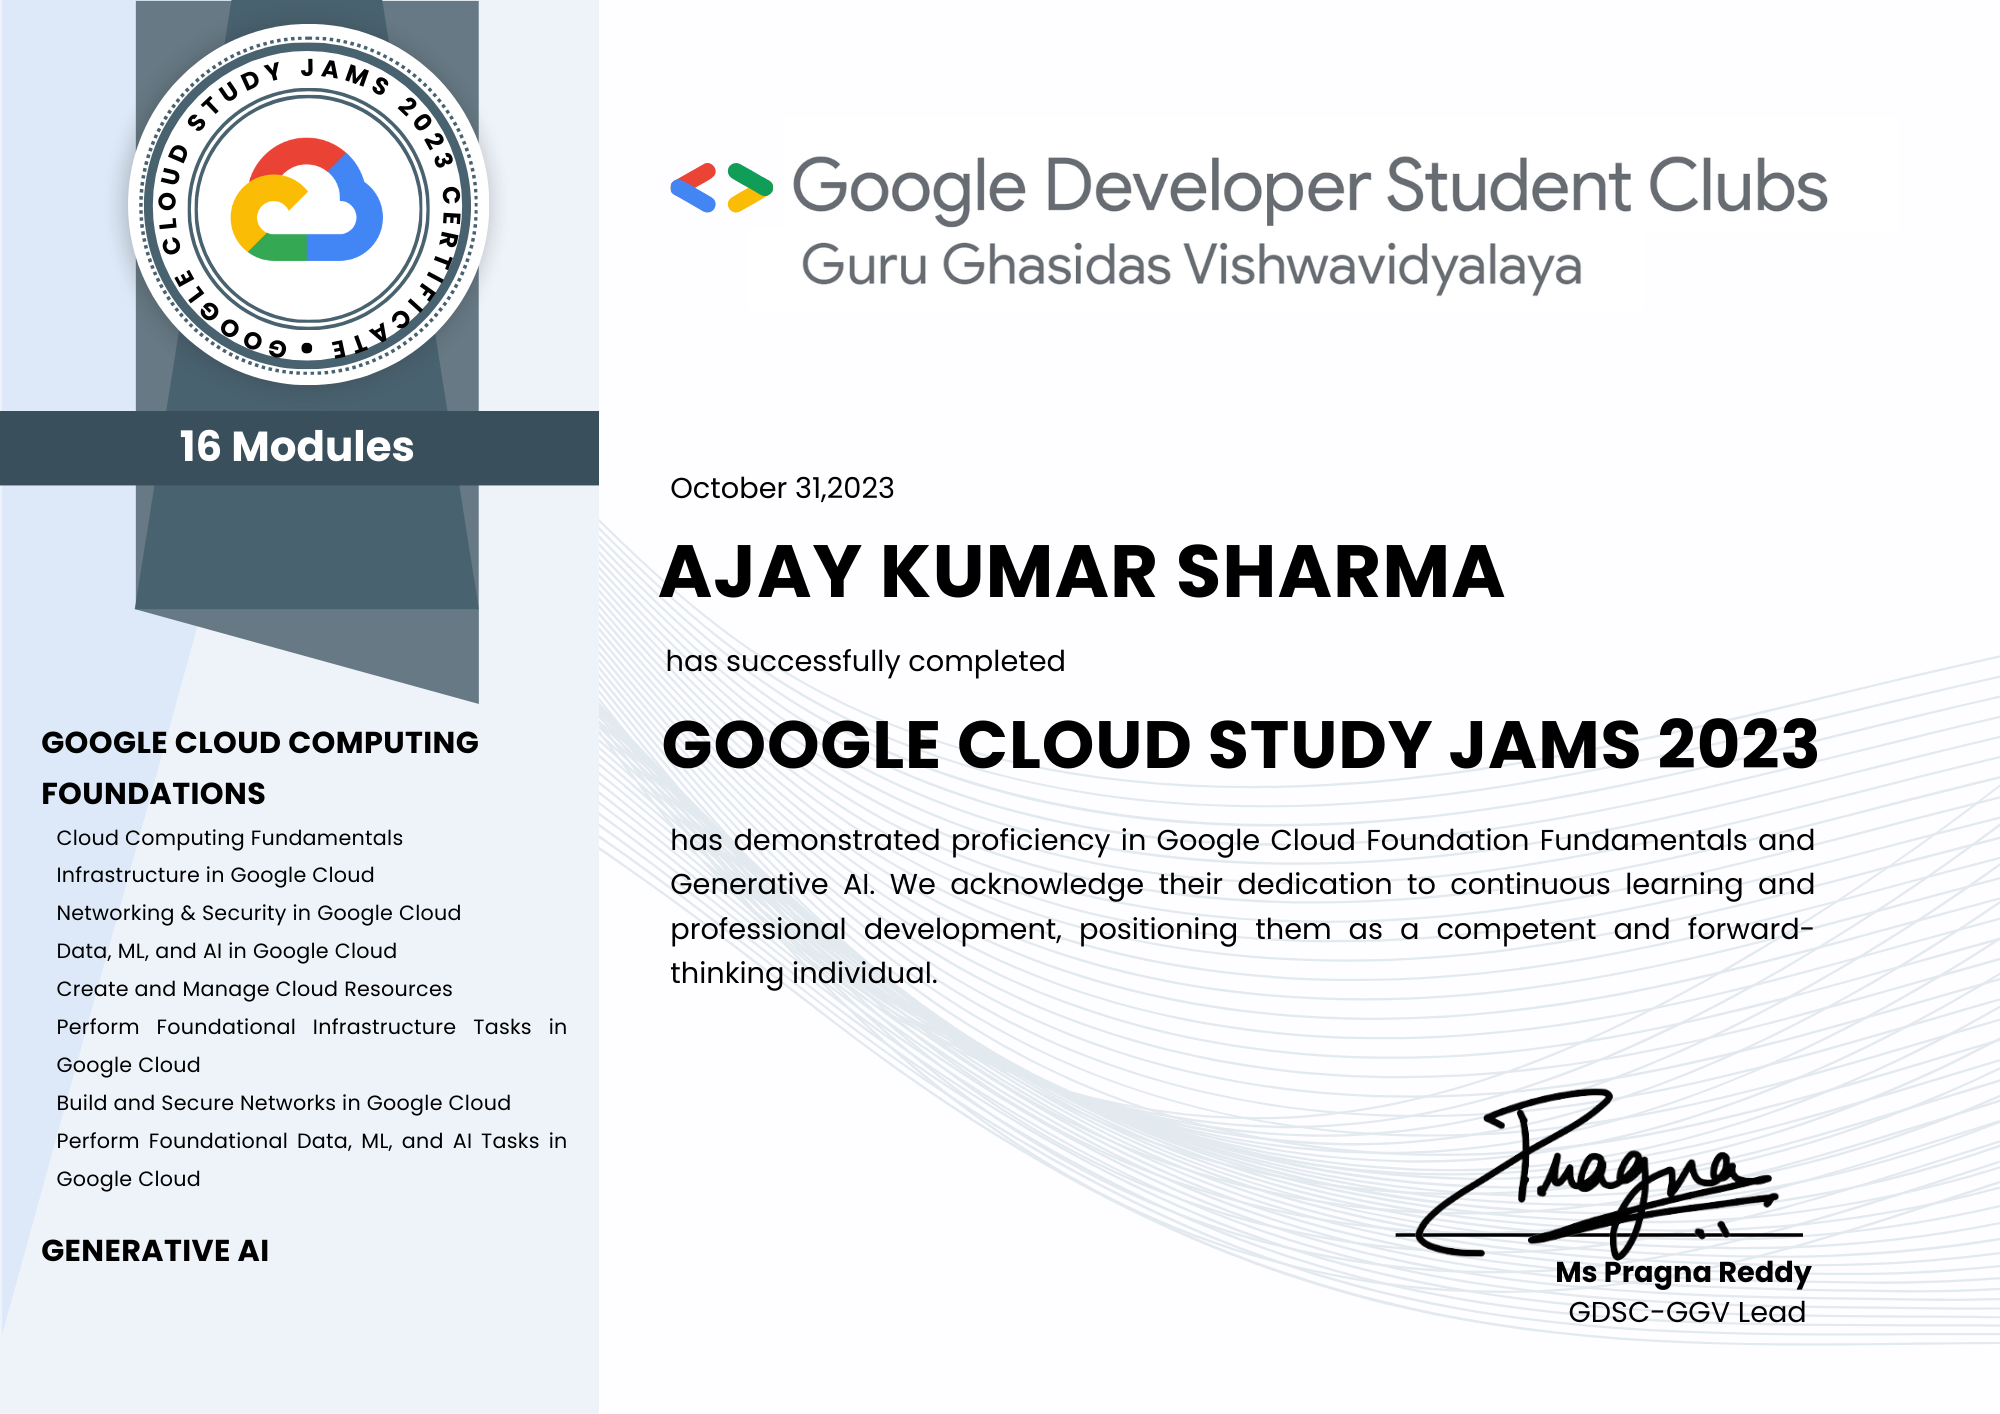 GOOGLE CLOUD STUDY JAMS 2023 CERTIFICATE •
16 Modules
GOOGLE CLOUD COMPUTING
FOUNDATIONS
Cloud Computing Fundamentals
Infrastructure in Google Cloud
Networking & Security in Google Cloud
Data, ML, and AI in Google Cloud
Create and Manage Cloud Resources
Perform Foundational Infrastructure Tasks in
Google Cloud
Build and Secure Networks in Google Cloud
Perform Foundational Data, ML, and AI Tasks in
Google Cloud
GENERATIVE AI
Google Developer Student Clubs
Guru Ghasidas Vishwavidyalaya
October 31,2023
AJAY KUMAR SHARMA
has successfully completed
GOOGLE CLOUD STUDY JAMS 2023
has demonstrated proficiency in Google Cloud Foundation Fundamentals and
Generative AI. We acknowledge their dedication to continuous learning and
professional development, positioning them as a competent and forward-
thinking individual.
Pragna
Ms Pragna Reddy
GDSC-GGV Lead